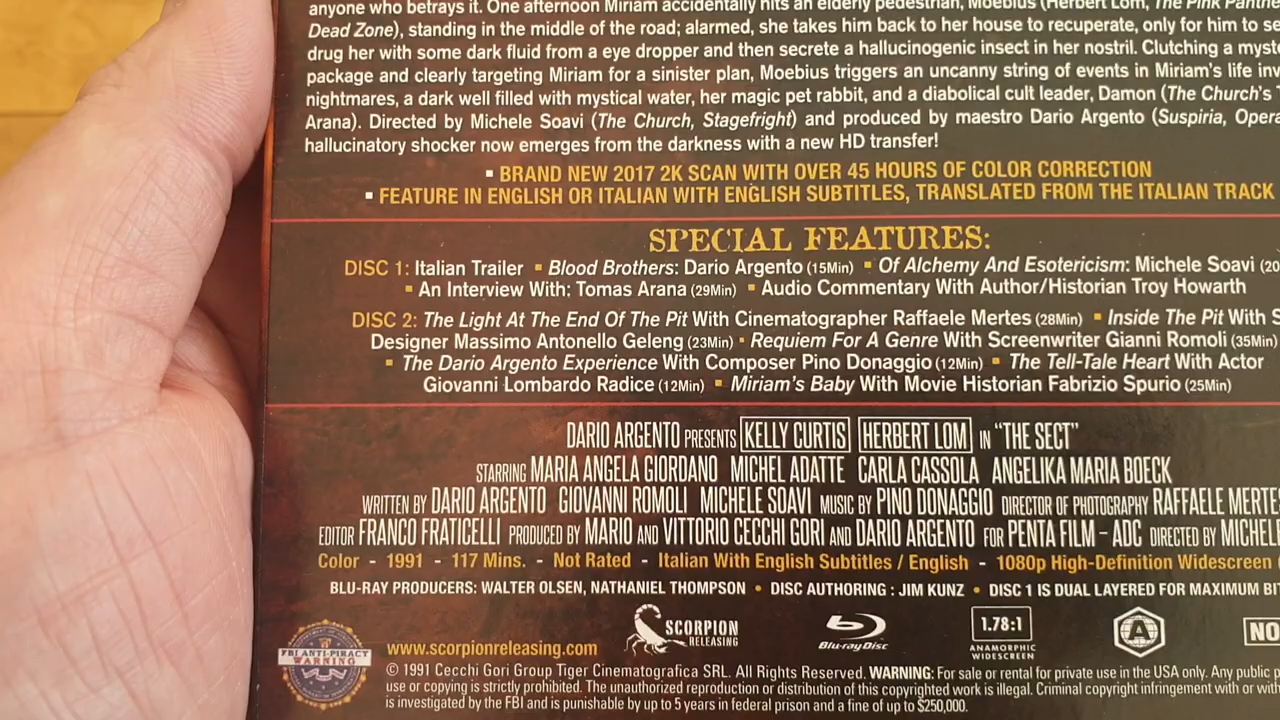 anyone who betrays it. One afternoon Miriam accidentally hits an elderly pedestrian, Moebius (Herbert Lom, The Pink
Dead Zone), standing in the middle of the road; alarmed, she takes him back to her house to recuperate, only for him to
drug her with some dark fluid from a eye dropper and then secrete a hallucinogenic insect in her nostril. Clutching a
package and clearly targeting Miriam for a sinister plan, Moebius triggers an uncanny string of events in Miriam's life
nightmares, a dark well filled with mystical water, her magic pet rabbit, and a diabolical cult leader, Damon (The Church's
Arana). Directed by Michele Soavi (The Church, Stagefright) and produced by maestro Dario Argento (Suspiria, Opera
hallucinatory shocker now emerges from the darkness with a new HD transfer!
▪ BRAND NEW 2017 2K SCAN WITH OVER 45 HOURS OF COLOR CORRECTION
▪ FEATURE IN ENGLISH OR ITALIAN WITH ENGLISH SUBTITLES, TRANSLATED FROM THE ITALIAN TRACK
SPECIAL FEATURES:
DISC 1: Italian Trailer ▪ Blood Brothers: Dario Argento (15Min) ▪ Of Alchemy And Esotericism: Michele Soavi (20
▪ An Interview With: Tomas Arana (29Min) ▪ Audio Commentary With Author/Historian Troy Howarth
DISC 2: The Light At The End Of The Pit With Cinematographer Raffaele Mertes (28Min) ▪ Inside The Pit With S
Designer Massimo Antonello Geleng (23Min) ▪ Requiem For A Genre With Screenwriter Gianni Romoli (35Min)
▪ The Dario Argento Experience With Composer Pino Donaggio (12Min) ▪ The Tell-Tale Heart With Actor
Giovanni Lombardo Radice (12Min) ▪ Miriam's Baby With Movie Historian Fabrizio Spurio (25Min)
DARIO ARGENTO PRESENTS KELLY CURTIS HERBERT LOM IN "THE SECT"
STARRING MARIA ANGELA GIORDANO MICHEL ADATTE CARLA CASSOLA ANGELIKA MARIA BOECK
WRITTEN BY DARIO ARGENTO GIOVANNI ROMOLI MICHELE SOAVI MUSIC BY PINO DONAGGIO DIRECTOR OF PHOTOGRAPHY RAFFAELE MERTE
EDITOR FRANCO FRATICELLI PRODUCED BY MARIO AND VITTORIO CECCHI GORI AND DARIO ARGENTO FOR PENTA FILM – ADC DIRECTED BY MICHEL
Color - 1991 - 117 Mins. - Not Rated - Italian With English Subtitles / English - 1080p High-Definition Widescreen
BLU-RAY PRODUCERS: WALTER OLSEN, NATHANIEL THOMPSON • DISC AUTHORING : JIM KUNZ • DISC 1 IS DUAL LAYERED FOR MAXIMUM BI
FBI ANTI-PIRACY
WARNING
www.scorpionreleasing.com
SCORPION
RELEASING
Blu-ray Disc
1.78:1
ANAMORPHIC
WIDESCREEN
A
NO
© 1991 Cecchi Gori Group Tiger Cinematografica SRL. All Rights Reserved. WARNING: For sale or rental for private use in the USA only. Any public p
use or copying is strictly prohibited. The unauthorized reproduction or distribution of this copyrighted work is illegal. Criminal copyright infringement with or with
is investigated by the FBI and is punishable by up to 5 years in federal prison and a fine of up to $250,000.